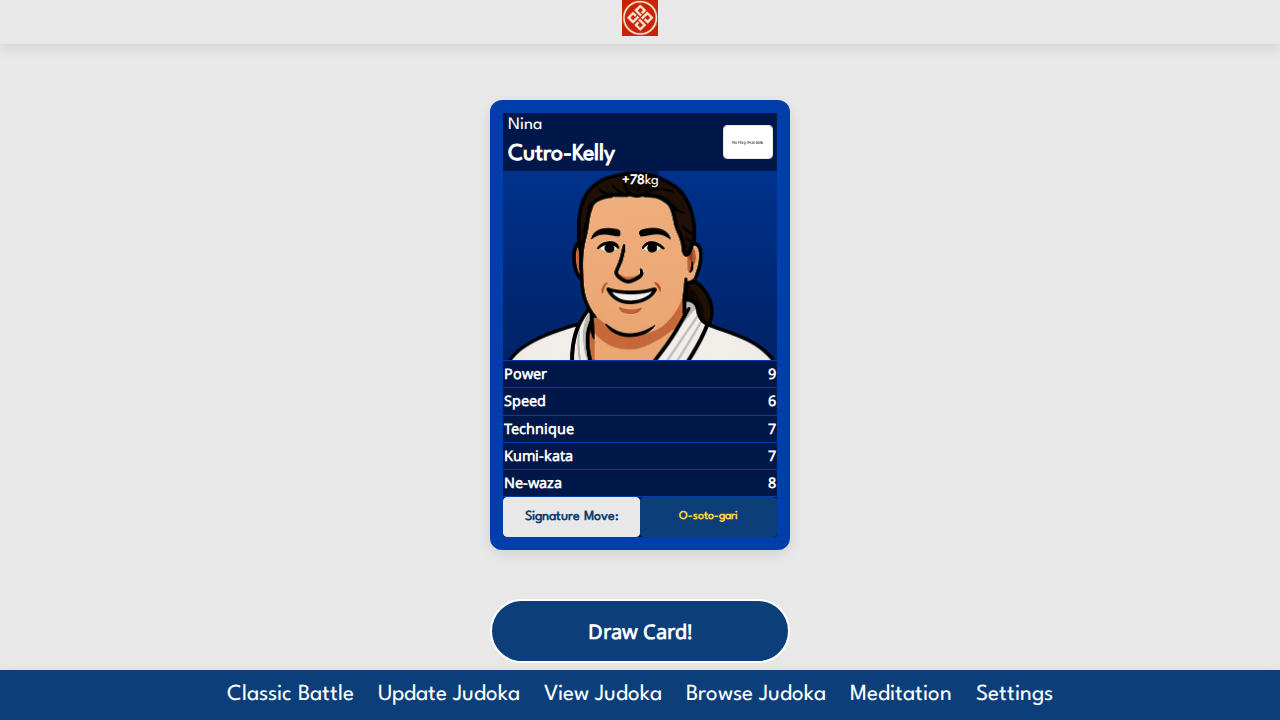 Nina
Cutro-Kelly
No Flag Available
+78kg
Power 9
Speed 6
Technique 7
Kumi-kata 7
Ne-waza 8
Signature Move: O-soto-gari
Draw Card!
Classic Battle Update Judoka View Judoka Browse Judoka Meditation Settings